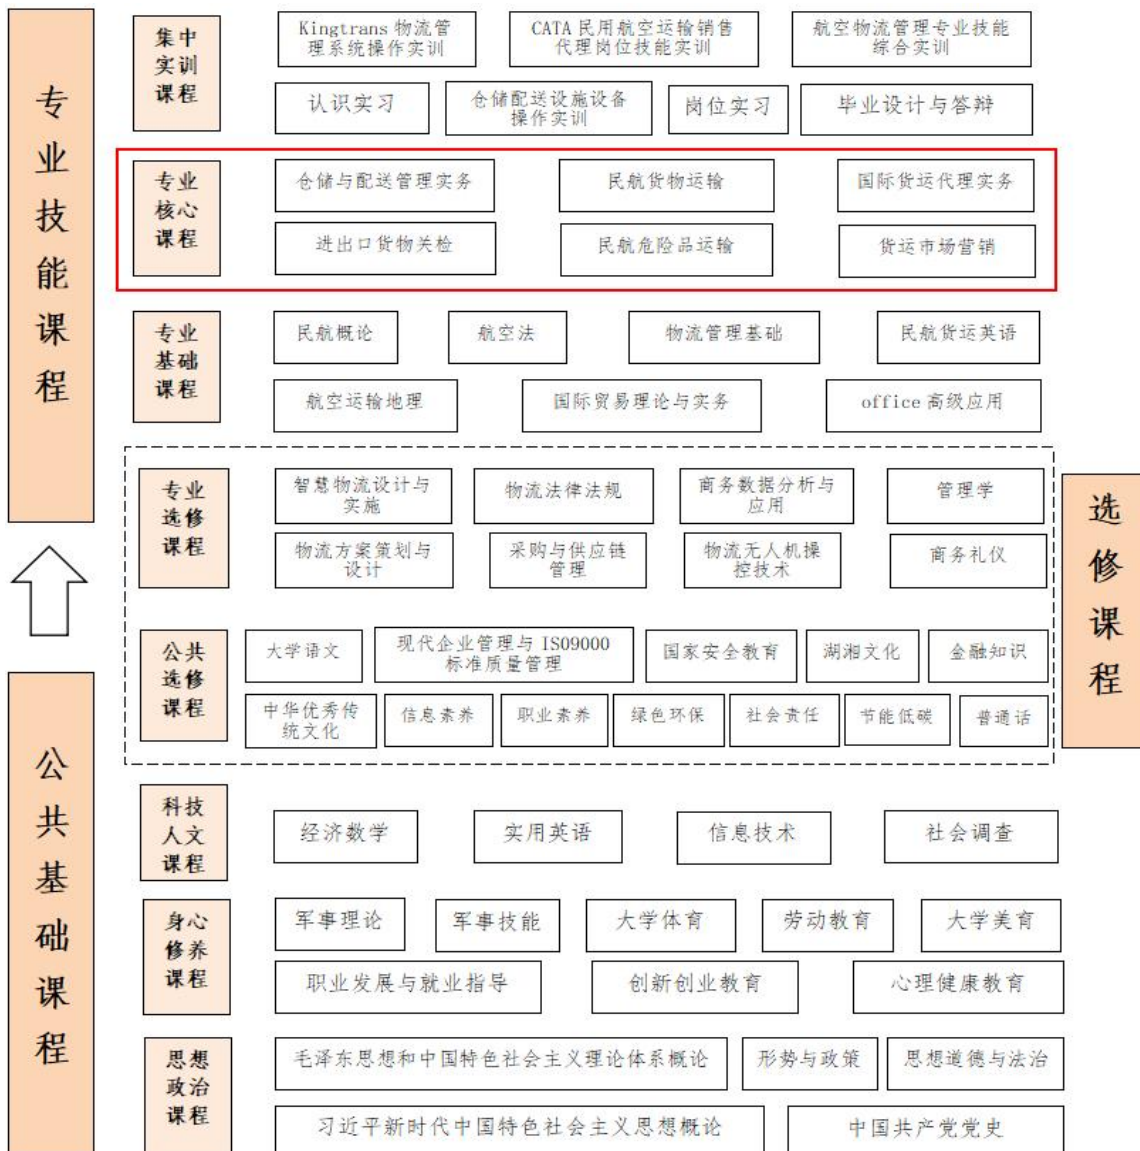 专业技能课程
集中
实训
课程
Kingtrans 物流管
理系统操作实训
CATA 民用航空运输销售
代理岗位技能实训
航空物流管理专业技能
综合实训
认识实习
仓储配送设施设备
操作实训
岗位实习
毕业设计与答辩
专业
核心
课程
仓储与配送管理实务
民航货物运输
国际货运代理实务
进出口货物关检
民航危险品运输
货运市场营销
专业
基础
课程
民航概论
航空法
物流管理基础
民航货运英语
航空运输地理
国际贸易理论与实务
office 高级应用
选修课程
专业
选修
课程
智慧物流设计与
实施
物流法律法规
商务数据分析与
应用
管理学
物流方案策划与
设计
采购与供应链
管理
物流无人机操
控技术
商务礼仪
公共
选修
课程
大学语文
现代企业管理与 ISO9000
标准质量管理
国家安全教育
湖湘文化
金融知识
中华优秀传
统文化
信息素养
职业素养
绿色环保
社会责任
节能低碳
普通话
公共基础课程
科技
人文
课程
经济数学
实用英语
信息技术
社会调查
身心
修养
课程
军事理论
军事技能
大学体育
劳动教育
大学美育
职业发展与就业指导
创新创业教育
心理健康教育
思想
政治
课程
毛泽东思想和中国特色社会主义理论体系概论
形势与政策
思想道德与法治
习近平新时代中国特色社会主义思想概论
中国共产党党史